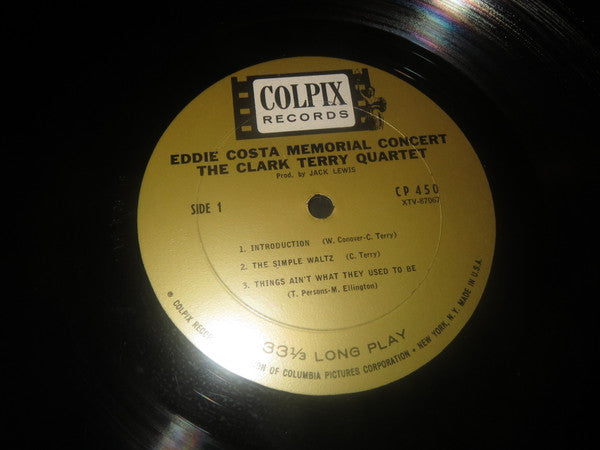 COLPIX
RECORDS
EDDIE COSTA MEMORIAL CONCERT
THE CLARK TERRY QUARTET
Prod. by JACK LEWIS
SIDE 1
CP 450
XTV-87067
1. INTRODUCTION (W. Conover-C. Terry)
2. THE SIMPLE WALTZ (C. Terry)
3. THINGS AIN'T WHAT THEY USED TO BE
(T. Persons-M. Ellington)
33⅓ LONG PLAY
• COLPIX RECO
ON OF COLUMBIA PICTURES CORPORATION • NEW YORK, N.Y. MADE IN U.S.A.